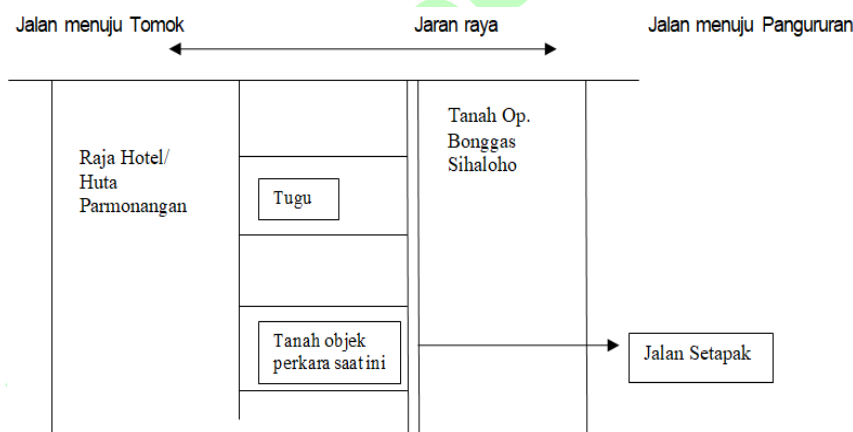 Jalan menuju Tomok
Jaran raya
Jalan menuju Pangururan
Raja Hotel/
Huta
Parmonangan
Tugu
Tanah Op.
Bonggas
Sihaloho
Tanah objek
perkara saat ini
Jalan Setapak